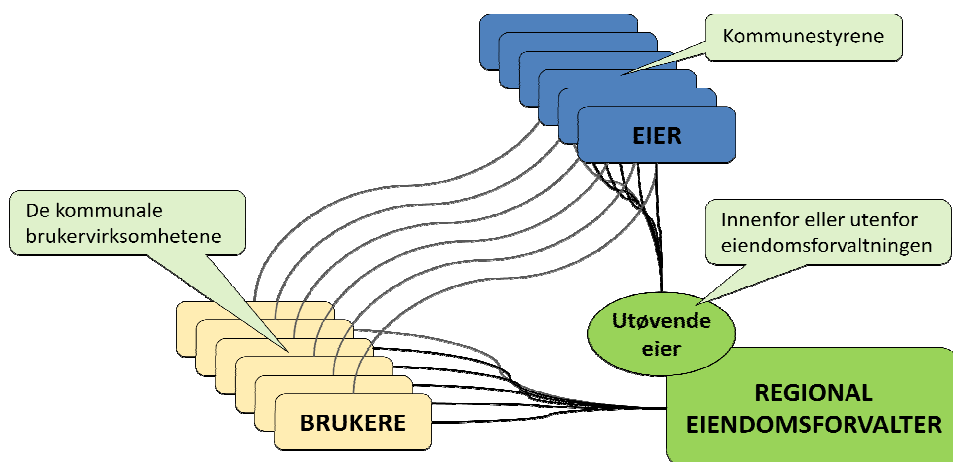 Kommunestyrene
EIER
De kommunale
brukervirksomhetene
Innenfor eller utenfor
eiendomsforvaltningen
Utøvende
eier
REGIONAL
EIENDOMSFORVALTER
BRUKERE